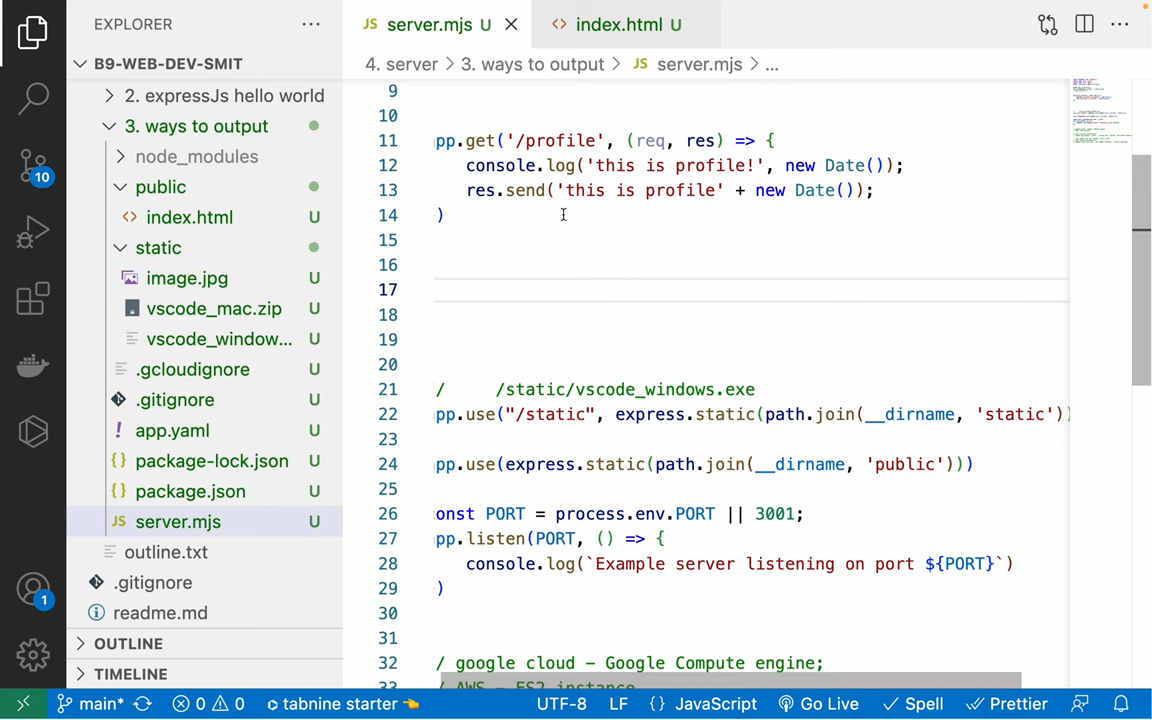 EXPLORER
B9-WEB-DEV-SMIT
2. expressJs hello world
3. ways to output
node_modules
public
<> index.html U
static
image.jpg U
vscode_mac.zip U
vscode_window... U
.gcloudignore U
.gitignore U
! app.yaml U
{} package-lock.json U
{} package.json U
JS server.mjs U
outline.txt
.gitignore
readme.md
OUTLINE
TIMELINE
10
1
JS server.mjs U
<> index.html U
4. server > 3. ways to output > JS server.mjs > ...
9
10
11 pp.get('/profile', (req, res) => {
12 console.log('this is profile!', new Date());
13 res.send('this is profile' + new Date());
14 )
15
16
17
18
19
20
21 / /static/vscode_windows.exe
22 pp.use("/static", express.static(path.join(__dirname, 'static'))
23
24 pp.use(express.static(path.join(__dirname, 'public')))
25
26 onst PORT = process.env.PORT || 3001;
27 pp.listen(PORT, () => {
28 console.log(`Example server listening on port ${PORT}`)
29 )
30
31
32 / google cloud – Google Compute engine;
33 / AWS – ES2 instance
main* 0 0 tabnine starter 👈 UTF-8 LF {} JavaScript Go Live Spell Prettier